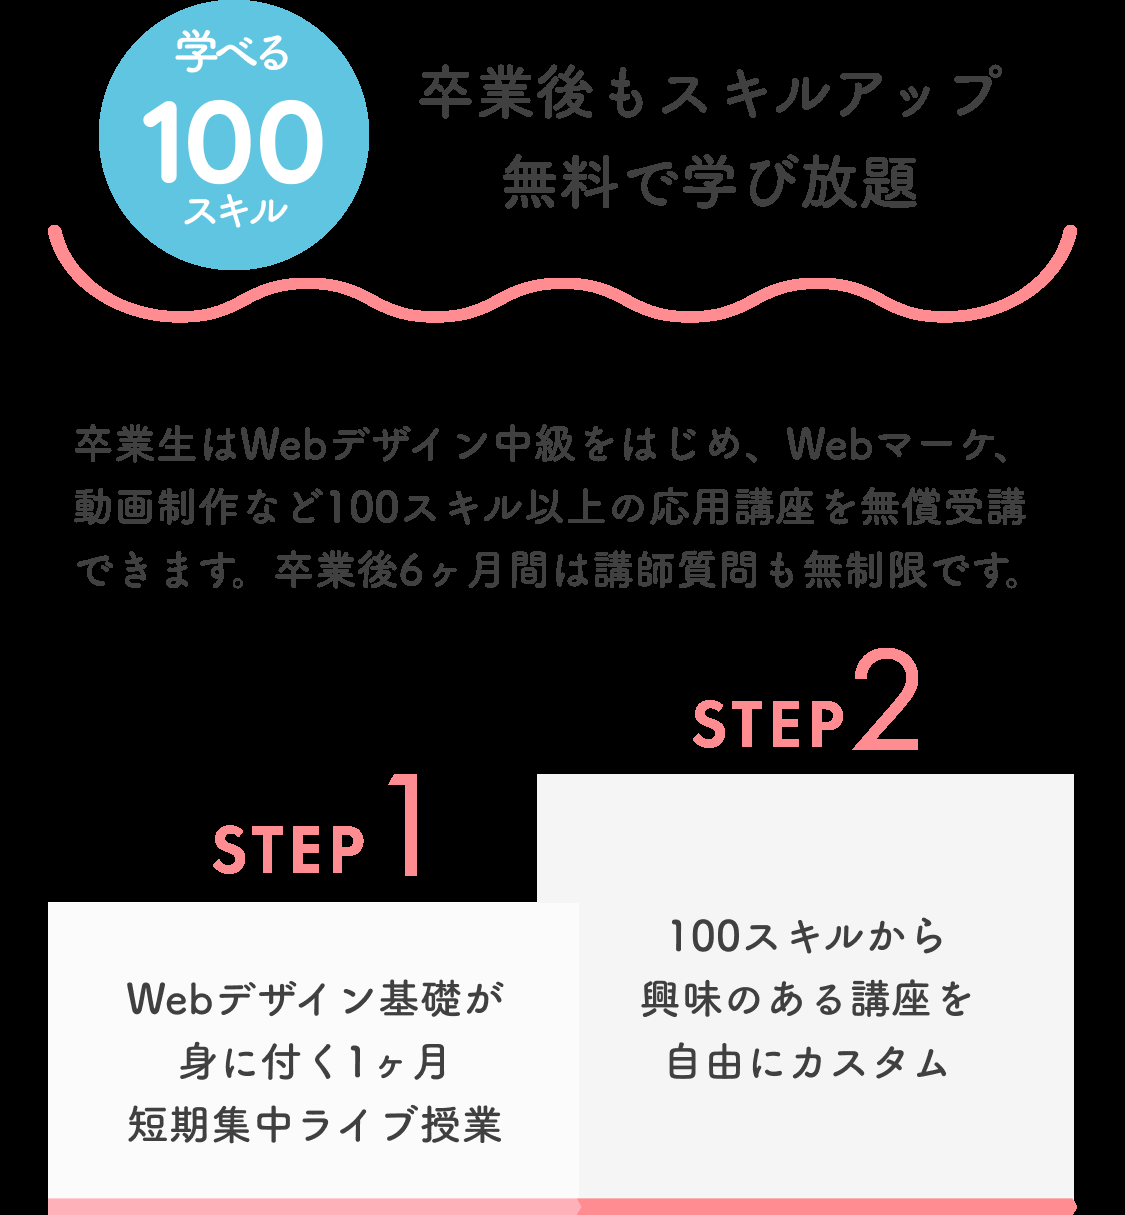 学べる
100
スキル
卒業後もスキルアップ
無料で学び放題
卒業生はWebデザイン中級をはじめ、Webマーケ、
動画制作など100スキル以上の応用講座を無償受講
できます。卒業後6ヶ月間は講師質問も無制限です。
STEP 1
Webデザイン基礎が
身に付く1ヶ月
短期集中ライブ授業
STEP 2
100スキルから
興味のある講座を
自由にカスタム